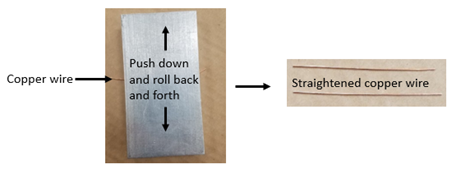 Copper wire
Push down
and roll back
and forth
Straightened copper wire